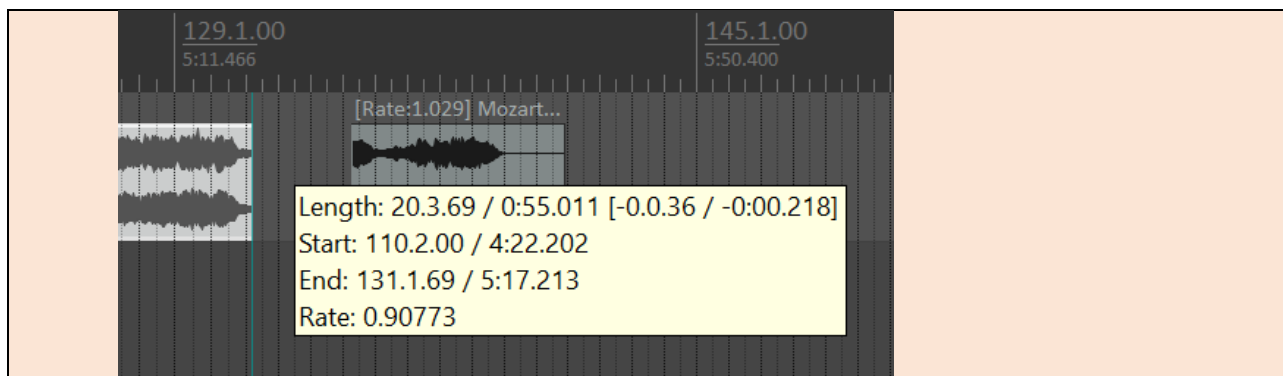 129.1.00
5:11.466
145.1.00
5:50.400
[Rate:1.029] Mozart...
Length: 20.3.69 / 0:55.011 [-0.0.36 / -0:00.218]
Start: 110.2.00 / 4:22.202
End: 131.1.69 / 5:17.213
Rate: 0.90773